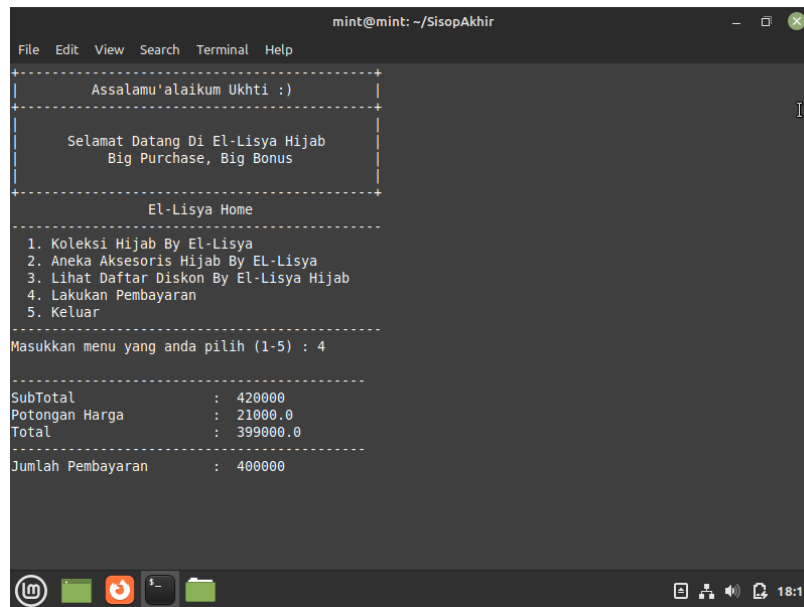 mint@mint: ~/SisopAkhir
File Edit View Search Terminal Help
+--------------------------------------------+
| Assalamu'alaikum Ukhti :) |
+--------------------------------------------+
| |
| Selamat Datang Di El-Lisya Hijab |
| Big Purchase, Big Bonus |
| |
+--------------------------------------------+
El-Lisya Home
----------------------------------------------
1. Koleksi Hijab By El-Lisya
2. Aneka Aksesoris Hijab By EL-Lisya
3. Lihat Daftar Diskon By El-Lisya Hijab
4. Lakukan Pembayaran
5. Keluar
----------------------------------------------
Masukkan menu yang anda pilih (1-5) : 4
--------------------------------------------
SubTotal : 420000
Potongan Harga : 21000.0
Total : 399000.0
--------------------------------------------
Jumlah Pembayaran : 400000
$_
18:1